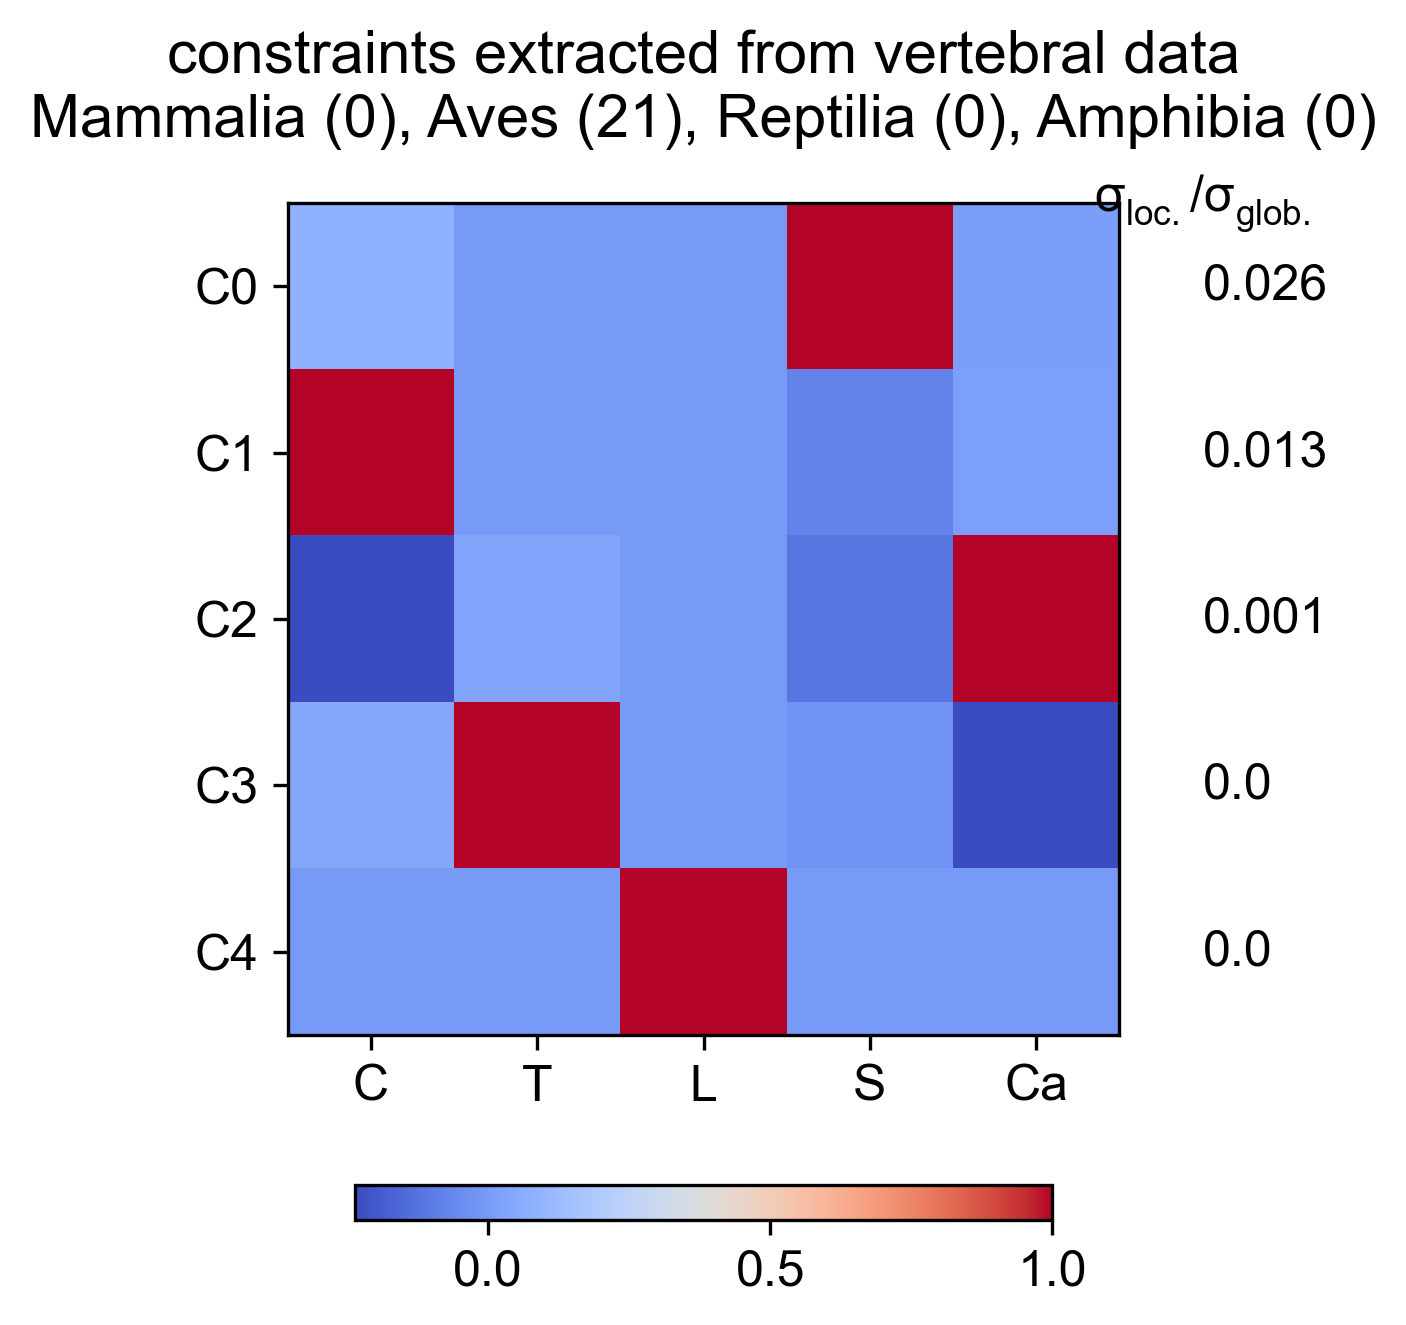 constraints extracted from vertebral data
Mammalia (0), Aves (21), Reptilia (0), Amphibia (0)
σloc. /σglob.
C0 0.026
C1 0.013
C2 0.001
C3 0.0
C4 0.0
C T L S Ca
0.0 0.5 1.0